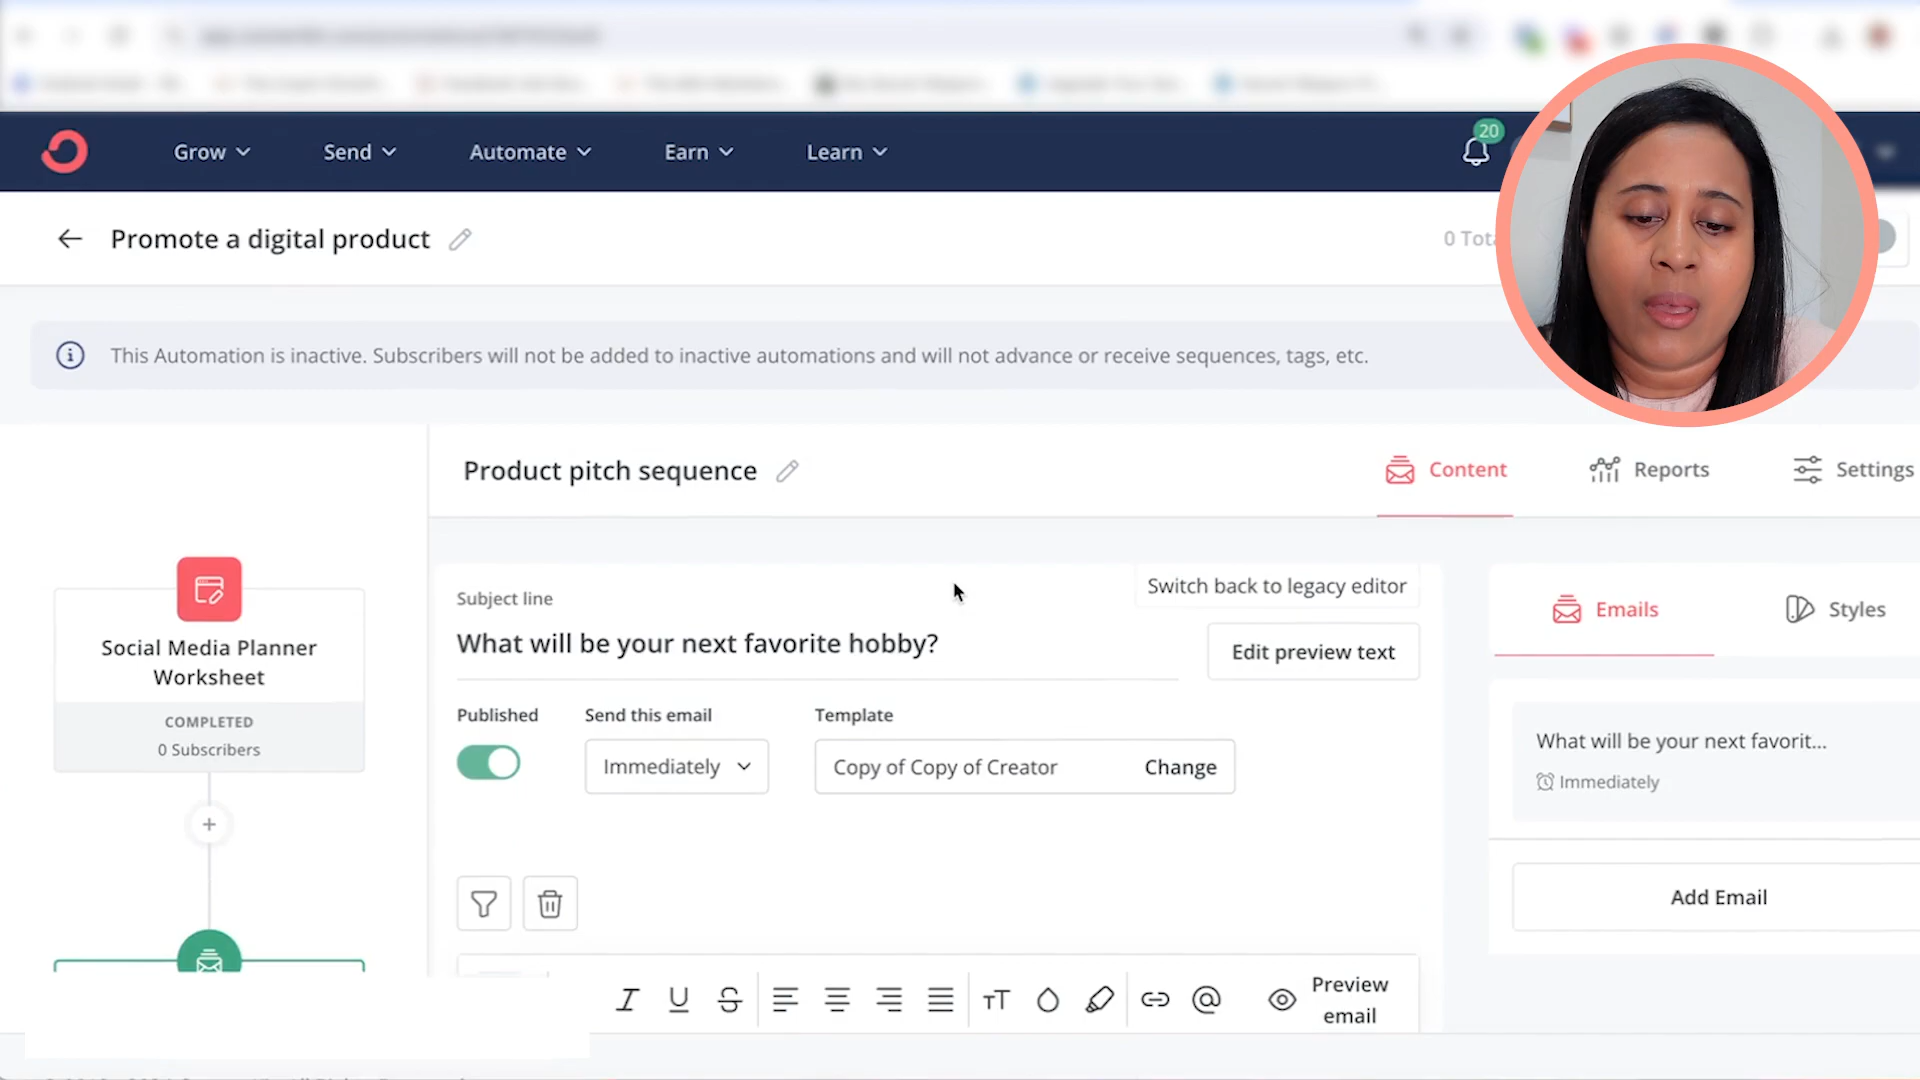 Grow
Send
Automate
Earn
Learn
20
Promote a digital product
0 Tot
This Automation is inactive. Subscribers will not be added to inactive automations and will not advance or receive sequences, tags, etc.
Product pitch sequence
Content
Reports
Settings
Social Media Planner
Worksheet
COMPLETED
0 Subscribers
Subject line
Switch back to legacy editor
What will be your next favorite hobby?
Edit preview text
Published
Send this email
Template
Immediately
Copy of Copy of Creator
Change
Emails
Styles
What will be your next favorit...
Immediately
Add Email
Preview
email